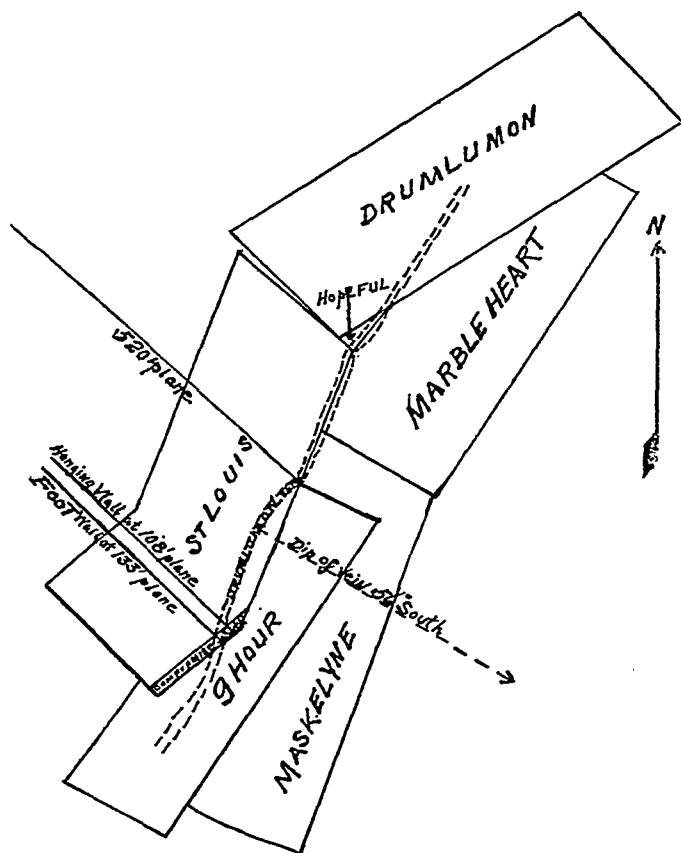 DRUMLUMON
N
HOPEFUL
MARBLE HEART
520' plane
ST LOUIS
Hanging Wall at 108' plane
Foot Wall at 133' plane
Dip of Vein South
9 HOUR
MASKELYNE